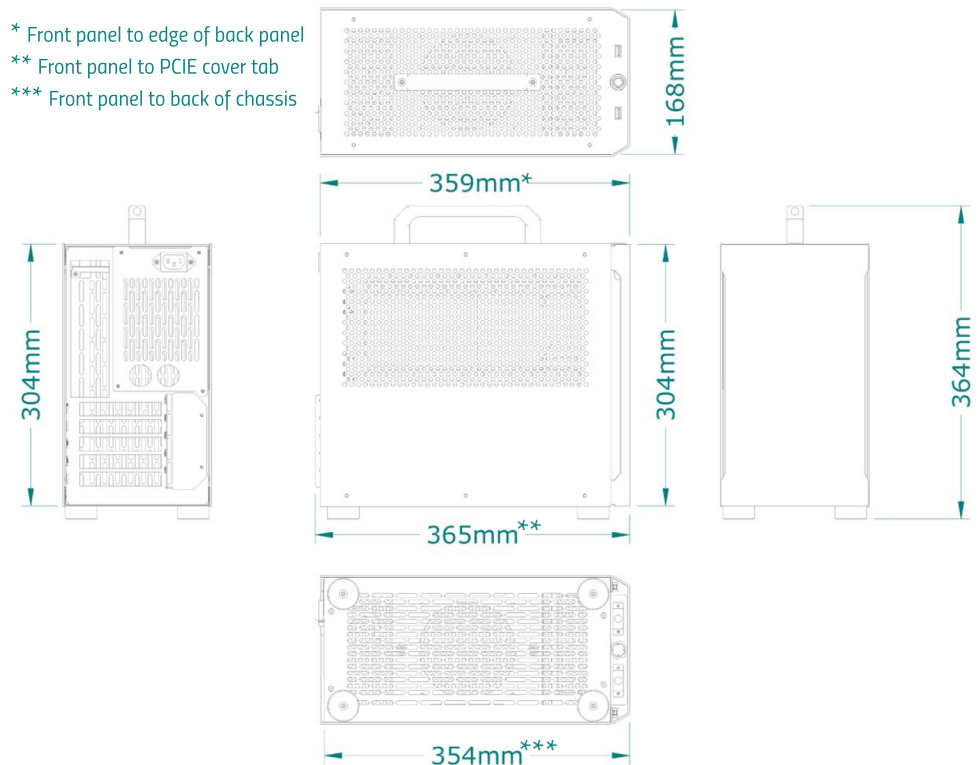 * Front panel to edge of back panel
** Front panel to PCIE cover tab
*** Front panel to back of chassis
168mm
359mm*
304mm
304mm
364mm
365mm**
354mm***